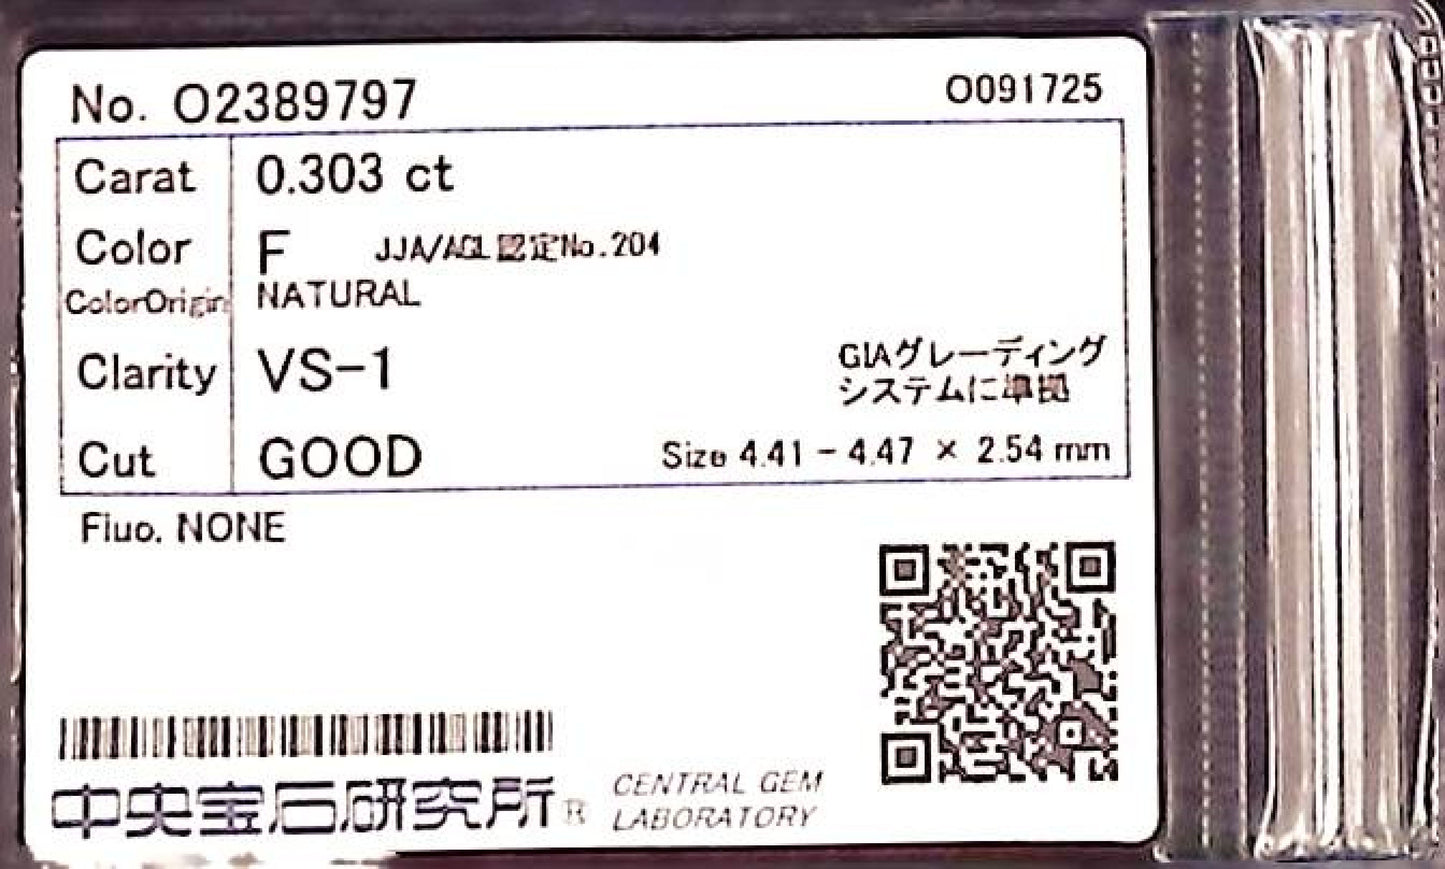 No. O2389797
O091725
Carat 0.303 ct
Color F JJA/AGL認定No.204
ColorOrigin NATURAL
Clarity VS-1
GIAグレーディング
システムに準拠
Cut GOOD Size 4.41 - 4.47 × 2.54 mm
Fluo. NONE
中央宝石研究所® CENTRAL GEM
LABORATORY